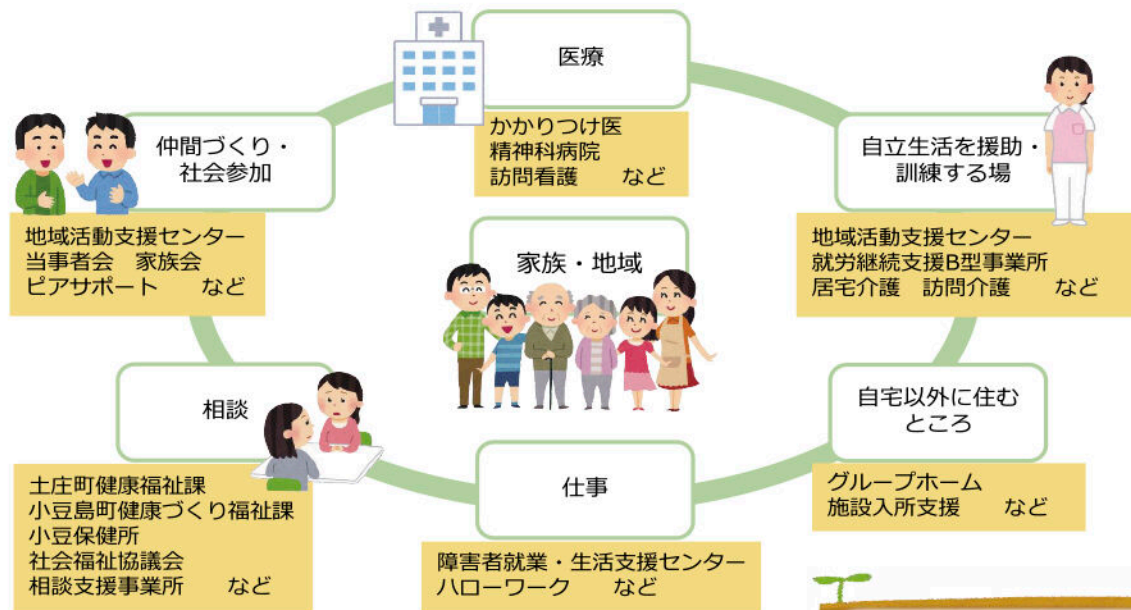 医療
かかりつけ医
精神科病院
訪問看護　など
仲間づくり・
社会参加
地域活動支援センター
当事者会　家族会
ピアサポート　など
自立生活を援助・
訓練する場
地域活動支援センター
就労継続支援B型事業所
居宅介護　訪問介護　など
家族・地域
相談
土庄町健康福祉課
小豆島町健康づくり福祉課
小豆保健所
社会福祉協議会
相談支援事業所　など
仕事
障害者就業・生活支援センター
ハローワーク　など
自宅以外に住む
ところ
グループホーム
施設入所支援　など